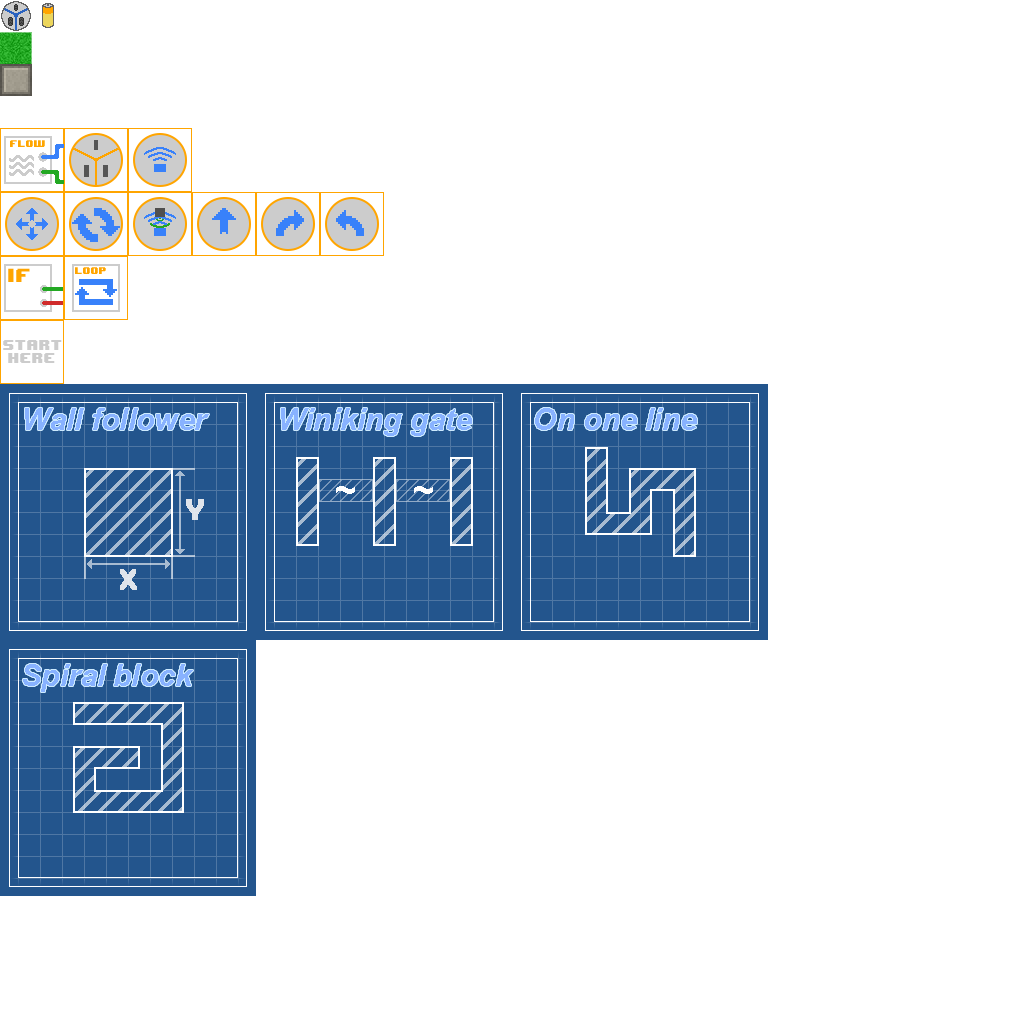 FLOW
IF
LOOP
START
HERE
Wall follower
Winiking gate
On one line
Y
~
~
X
Spiral block